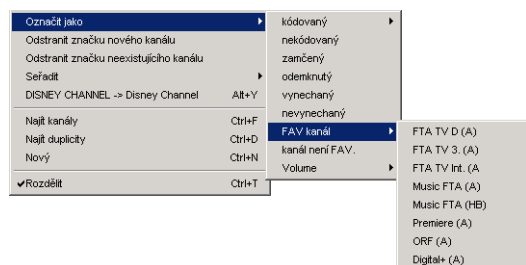 Označit jako
Odstranit značku nového kanálu
Odstranit značku neexistujícího kanálu
Seřadit
DISNEY CHANNEL -> Disney Channel Alt+Y
Najít kanály Ctrl+F
Najít duplicity Ctrl+D
Nový Ctrl+N
Rozdělit Ctrl+T
kódovaný
nekódovaný
zamčený
odemknutý
vynechaný
nevynechaný
FAV kanál
kanál není FAV.
Volume
FTA TV D (A)
FTA TV 3. (A)
FTA TV Int. (A
Music FTA (A)
Music FTA (HB)
Premiere (A)
ORF (A)
Digital+ (A)